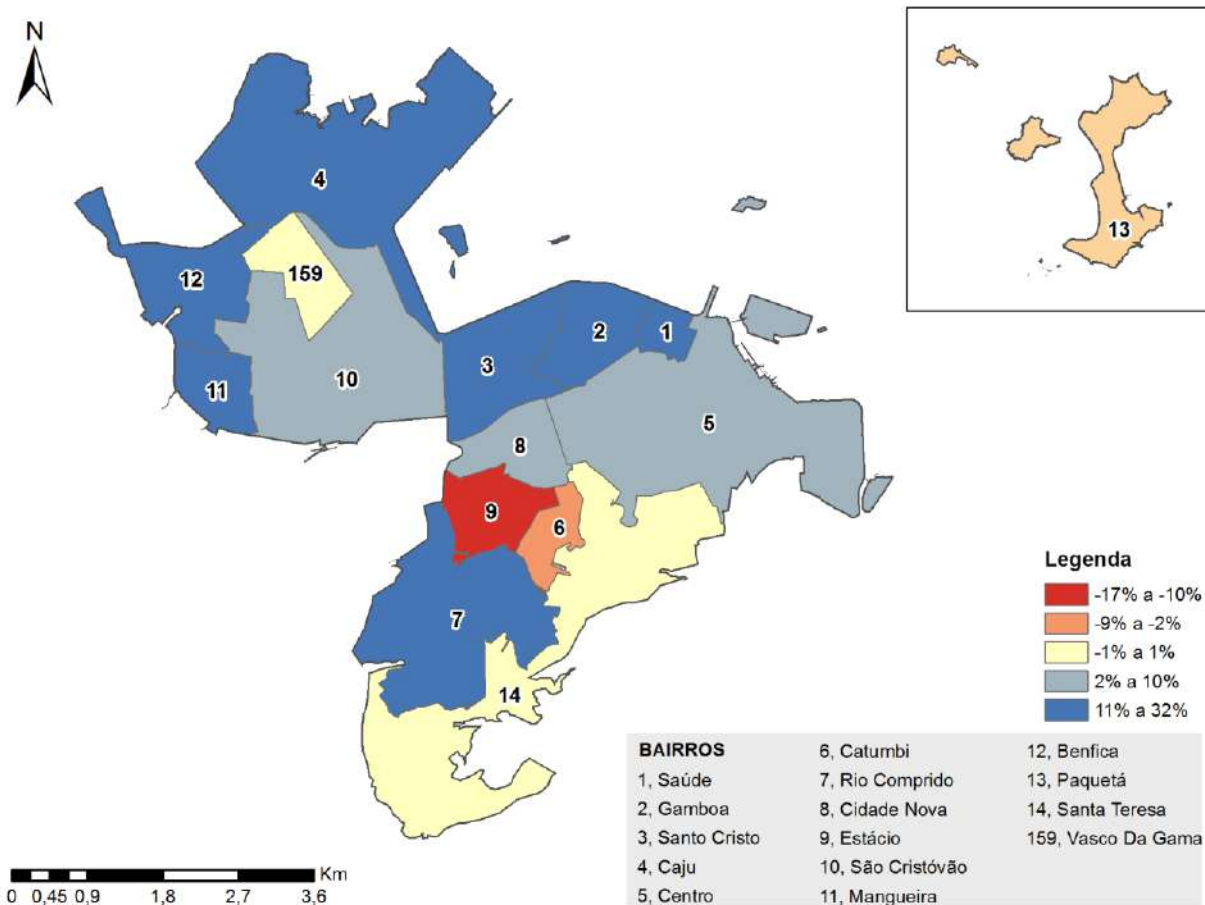 N
4
13
12
159
2
1
3
11
10
5
8
9
6
7
14
Legenda
-17% a -10%
-9% a -2%
-1% a 1%
2% a 10%
11% a 32%
BAIRROS
1, Saúde
2, Gamboa
3, Santo Cristo
4, Caju
5, Centro
6, Catumbi
7, Rio Comprido
8, Cidade Nova
9, Estácio
10, São Cristóvão
11, Mangueira
12, Benfica
13, Paquetá
14, Santa Teresa
159, Vasco Da Gama
Km
0 0,45 0,9 1,8 2,7 3,6